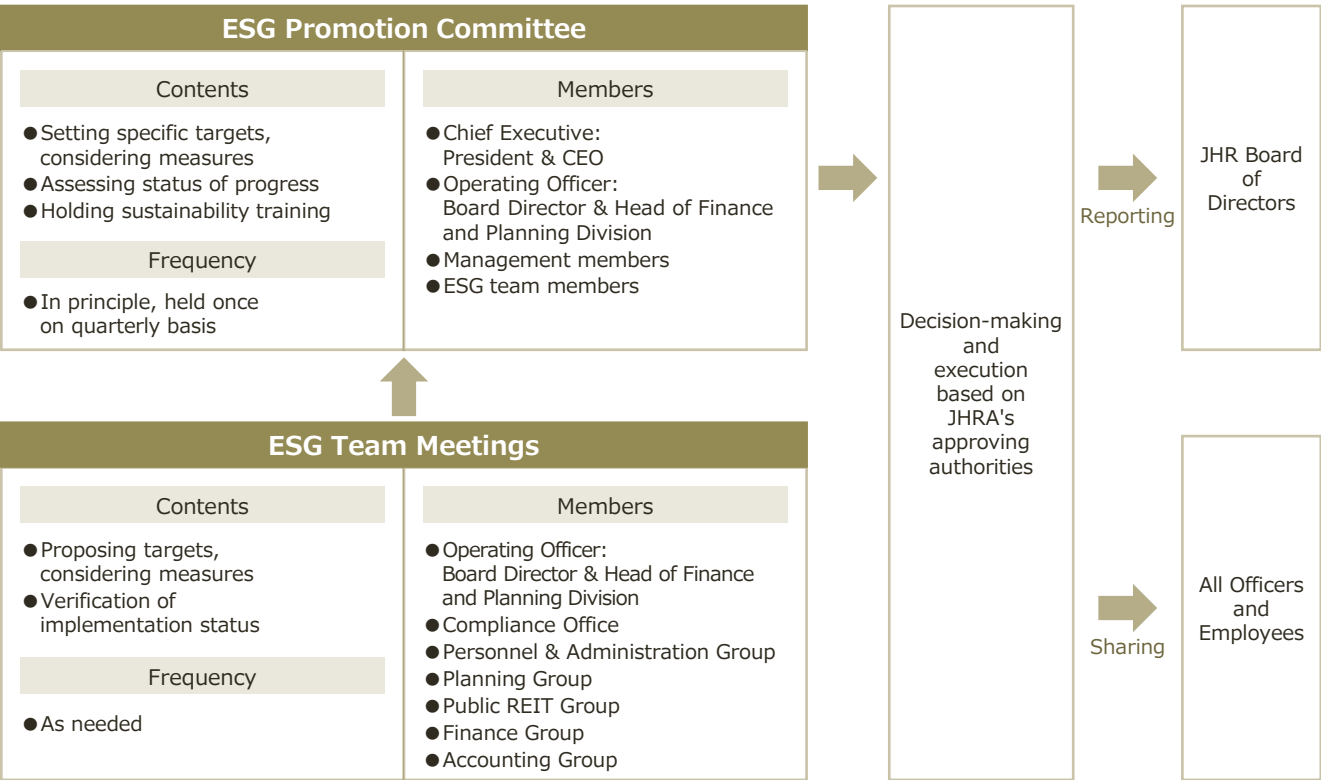 ESG Promotion Committee
Contents
●Setting specific targets,
considering measures
●Assessing status of progress
●Holding sustainability training
Frequency
●In principle, held once
on quarterly basis
Members
●Chief Executive:
President & CEO
●Operating Officer:
Board Director & Head of Finance
and Planning Division
●Management members
●ESG team members
ESG Team Meetings
Contents
●Proposing targets,
considering measures
●Verification of
implementation status
Frequency
●As needed
Members
●Operating Officer:
Board Director & Head of Finance
and Planning Division
●Compliance Office
●Personnel & Administration Group
●Planning Group
●Public REIT Group
●Finance Group
●Accounting Group
Decision-making
and
execution
based on
JHRA's
approving
authorities
Reporting
JHR Board
of
Directors
Sharing
All Officers
and
Employees